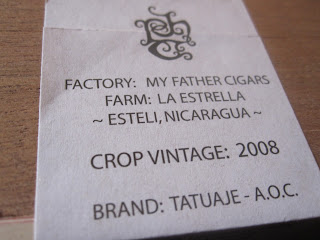 FACTORY: MY FATHER CIGARS
FARM: LA ESTRELLA
~ ESTELI, NICARAGUA ~
CROP VINTAGE: 2008
BRAND: TATUAJE - A.O.C.